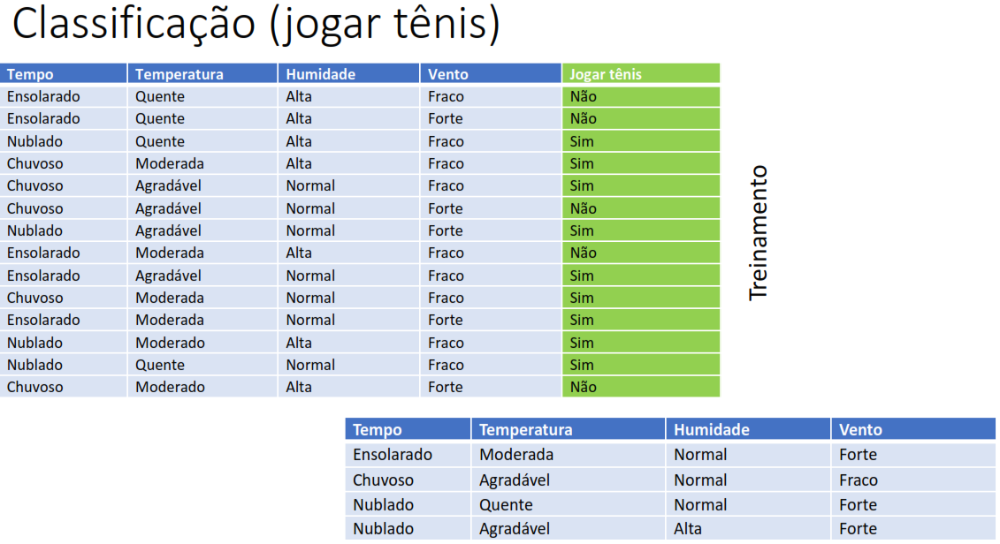 Classificação (jogar tênis)
Tempo Temperatura Humidade Vento Jogar tênis
Ensolarado Quente Alta Fraco Não
Ensolarado Quente Alta Forte Não
Nublado Quente Alta Fraco Sim
Chuvoso Moderada Alta Fraco Sim
Chuvoso Agradável Normal Fraco Sim
Chuvoso Agradável Normal Forte Não
Nublado Agradável Normal Forte Sim
Ensolarado Moderada Alta Fraco Não
Ensolarado Agradável Normal Fraco Sim
Chuvoso Moderada Normal Fraco Sim
Ensolarado Moderada Normal Forte Sim
Nublado Moderado Alta Fraco Sim
Nublado Quente Normal Fraco Sim
Chuvoso Moderado Alta Forte Não
Treinamento
Tempo Temperatura Humidade Vento
Ensolarado Moderada Normal Forte
Chuvoso Agradável Normal Fraco
Nublado Quente Normal Forte
Nublado Agradável Alta Forte